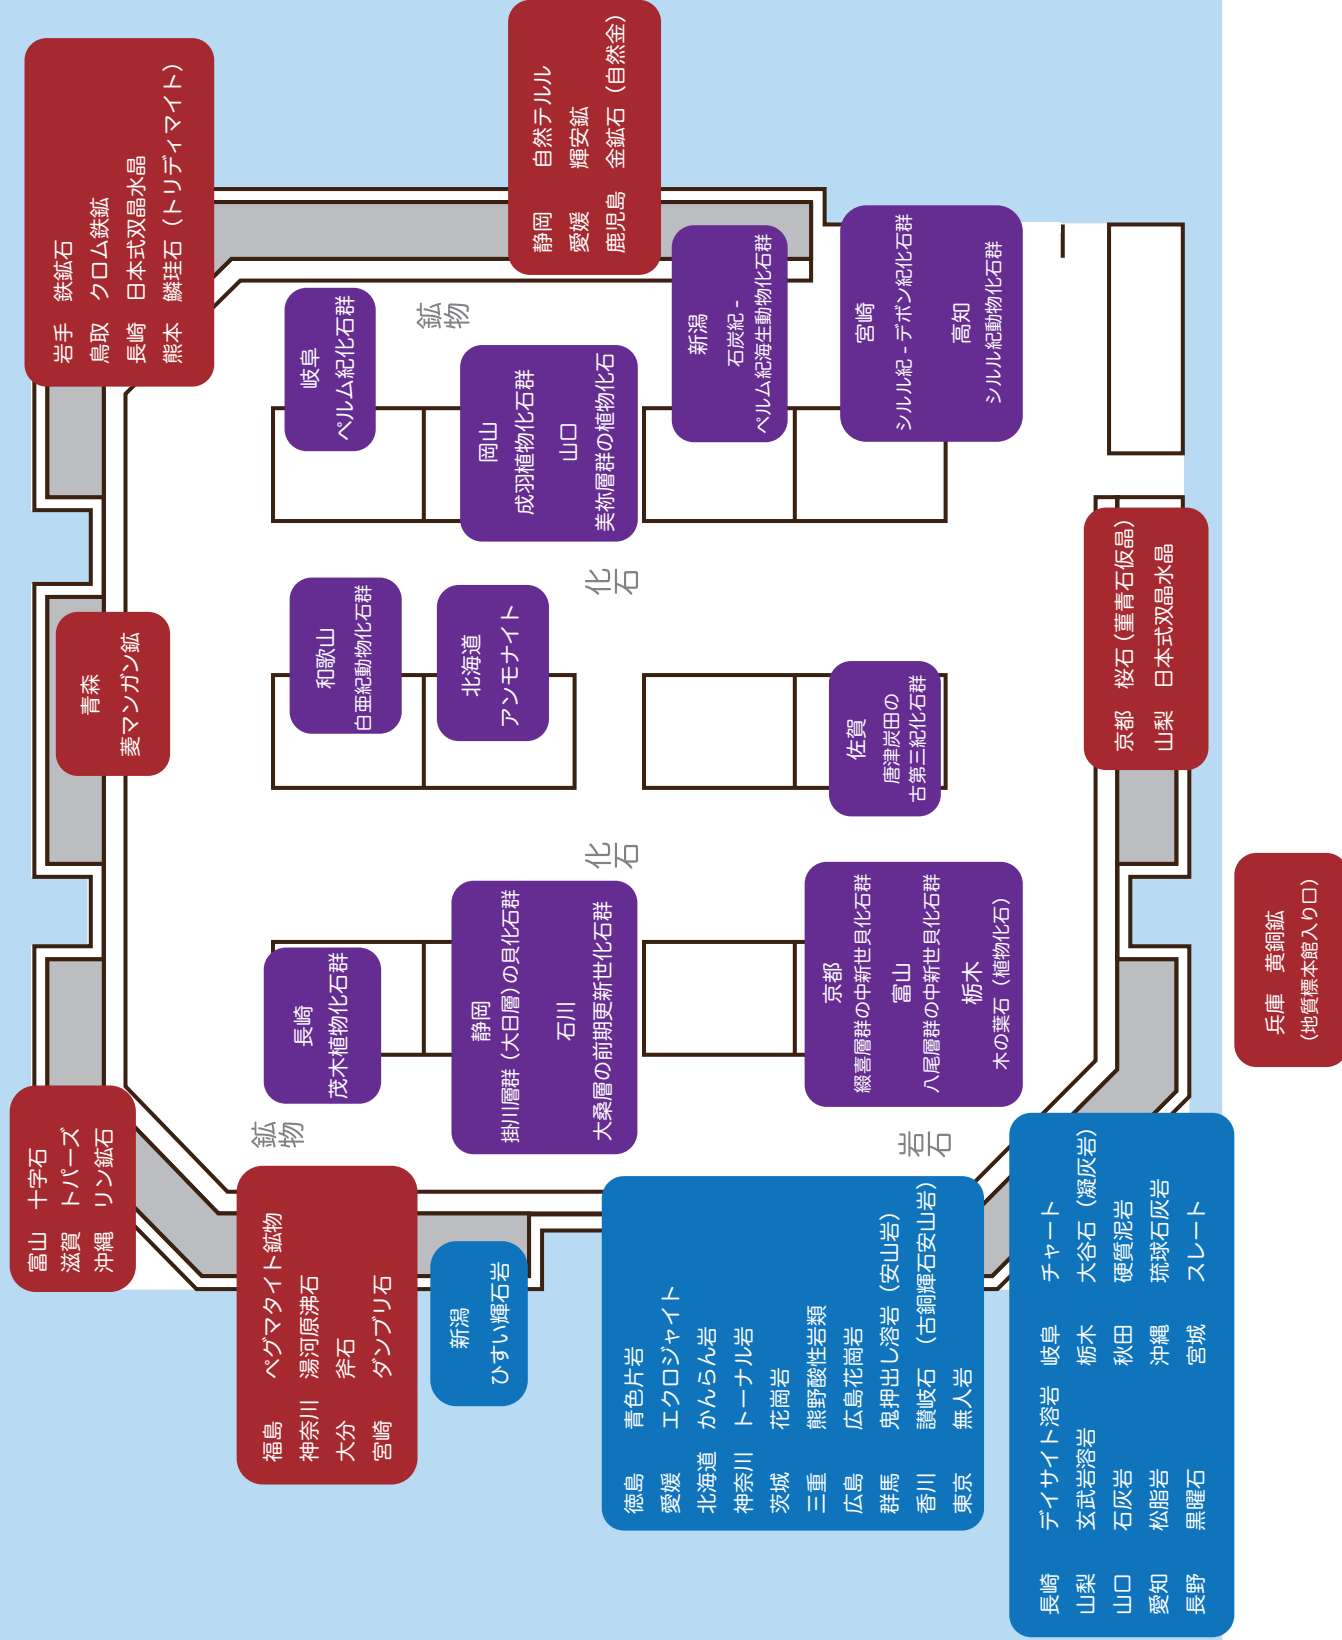 岩手 鉄鉱石
鳥取 クロム鉄鉱
長崎 日本式双晶水晶
熊本 鱗珪石（トリディマイト）
静岡 自然テルル
愛媛 輝安鉱
鹿児島 金鉱石（自然金）
鉱物
岐阜
ペルム紀化石群
岡山
成羽植物化石群
山口
美祢層群の植物化石
新潟
石炭紀 -
ペルム紀海生動物化石群
宮崎
シルル紀 - デボン紀化石群
高知
シルル紀動物化石群
化石
青森
菱マンガン鉱
和歌山
白亜紀動物化石群
北海道
アンモナイト
佐賀
唐津炭田の
古第三紀化石群
京都 桜石（菫青石仮晶）
山梨 日本式双晶水晶
化石
長崎
茂木植物化石群
静岡
掛川層群（大日層）の貝化石群
石川
大桑層の前期更新世化石群
京都
綴喜層群の中新世貝化石群
富山
八尾層群の中新世貝化石群
栃木
木の葉石（植物化石）
兵庫 黄銅鉱
（地質標本館入り口）
鉱物
岩石
富山 十字石
滋賀 トパーズ
沖縄 リン鉱石
福島 ペグマタイト鉱物
神奈川 湯河原沸石
大分 斧石
宮崎 ダンブリ石
新潟
ひすい輝石岩
徳島 青色片岩
愛媛 エクロジャイト
北海道 かんらん岩
神奈川 トーナル岩
茨城 花崗岩
三重 熊野酸性岩類
広島 広島花崗岩
群馬 鬼押出し溶岩（安山岩）
香川 讃岐石（古銅輝石安山岩）
東京 無人岩
長崎 デイサイト溶岩 岐阜 チャート
山梨 玄武岩溶岩 栃木 大谷石（凝灰岩）
山口 石灰岩 秋田 硬質泥岩
愛知 松脂岩 沖縄 琉球石灰岩
長野 黒曜石 宮城 スレート